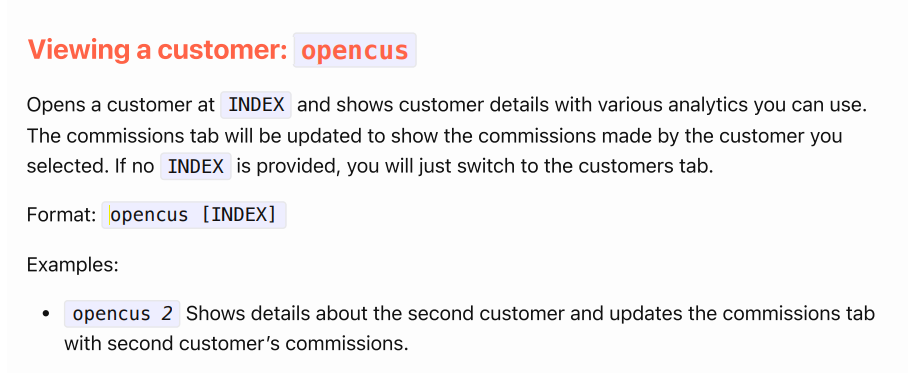 Viewing a customer: opencus
Opens a customer at INDEX and shows customer details with various analytics you can use.
The commissions tab will be updated to show the commissions made by the customer you
selected. If no INDEX is provided, you will just switch to the customers tab.
Format: opencus [INDEX]
Examples:
• opencus 2 Shows details about the second customer and updates the commissions tab
with second customer’s commissions.